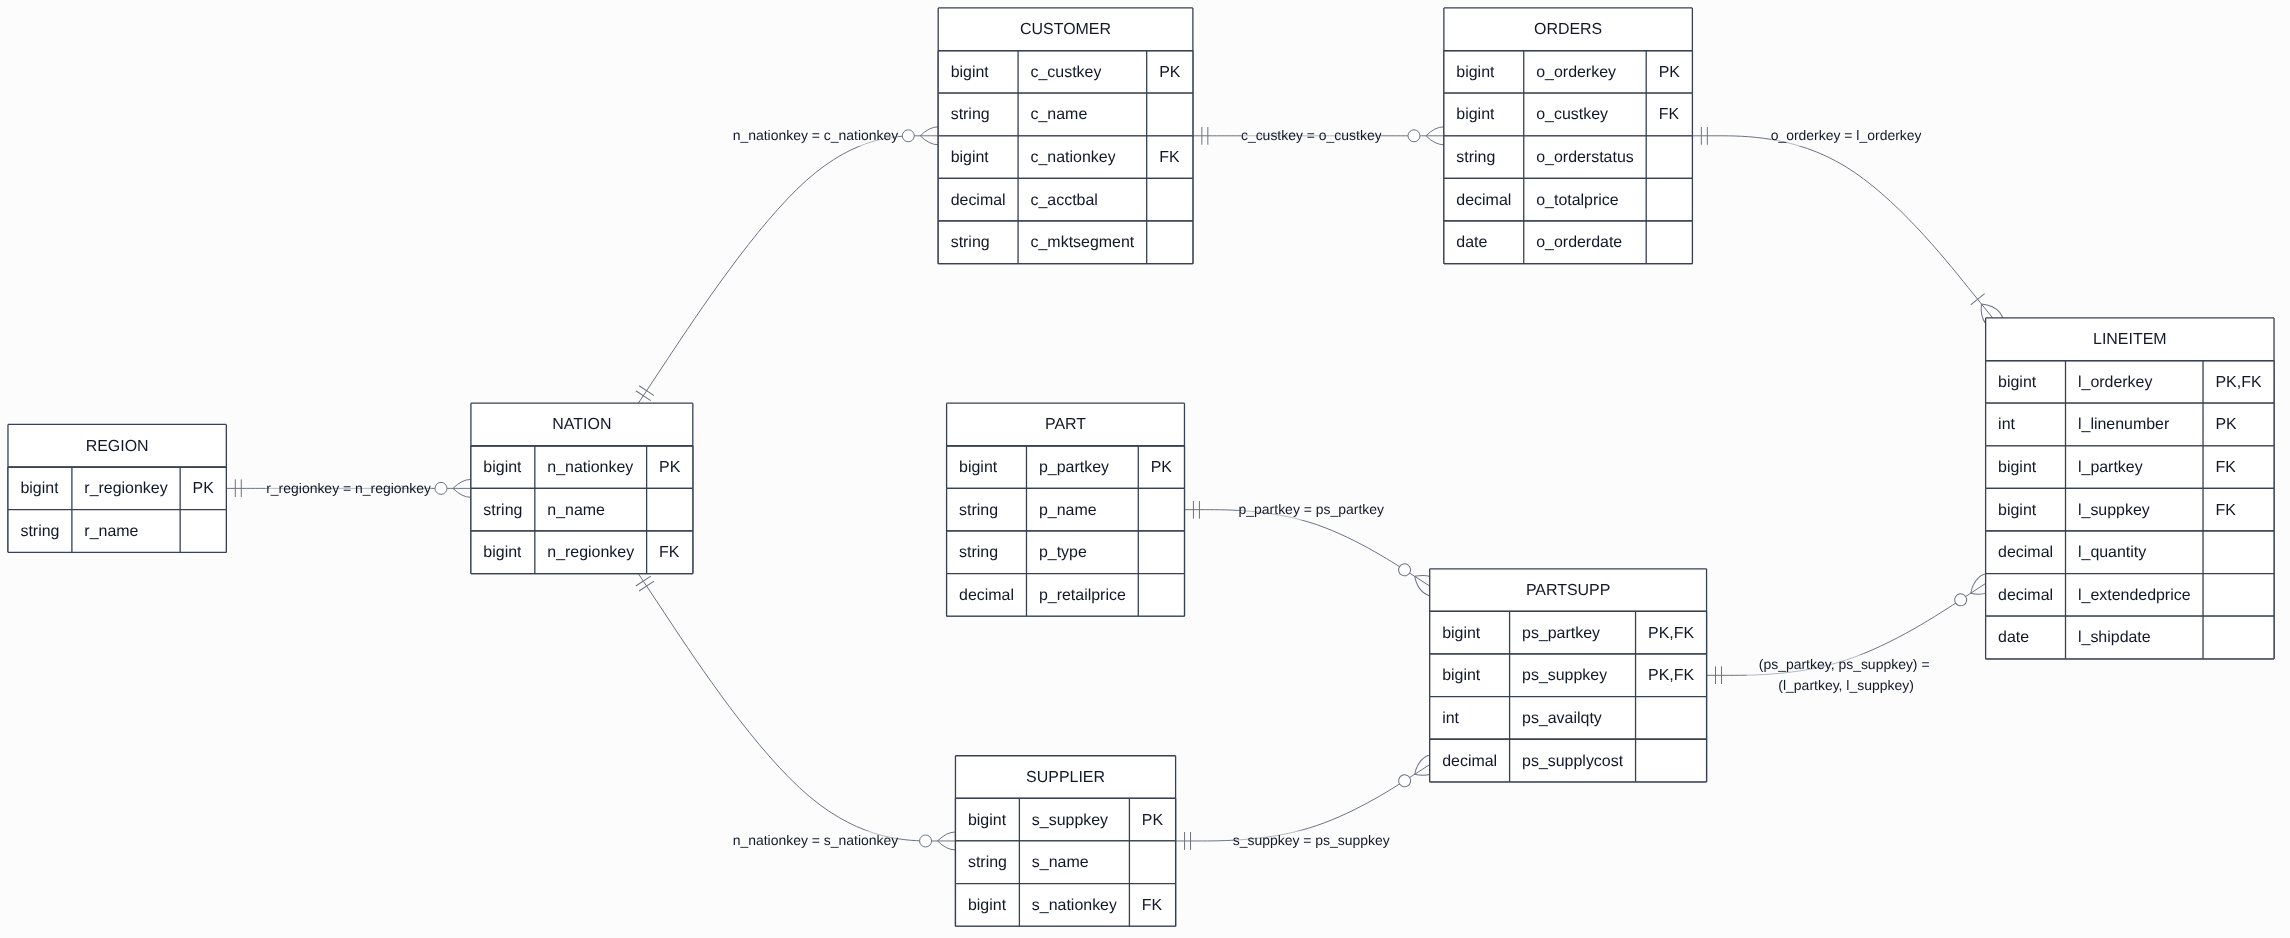 CUSTOMER
bigint c_custkey PK
string c_name
bigint c_nationkey FK
decimal c_acctbal
string c_mktsegment
ORDERS
bigint o_orderkey PK
bigint o_custkey FK
string o_orderstatus
decimal o_totalprice
date o_orderdate
n_nationkey = c_nationkey
c_custkey = o_custkey
o_orderkey = l_orderkey
LINEITEM
bigint l_orderkey PK,FK
int l_linenumber PK
bigint l_partkey FK
bigint l_suppkey FK
decimal l_quantity
decimal l_extendedprice
date l_shipdate
REGION
bigint r_regionkey PK
string r_name
r_regionkey = n_regionkey
NATION
bigint n_nationkey PK
string n_name
bigint n_regionkey FK
PART
bigint p_partkey PK
string p_name
string p_type
decimal p_retailprice
p_partkey = ps_partkey
PARTSUPP
bigint ps_partkey PK,FK
bigint ps_suppkey PK,FK
int ps_availqty
decimal ps_supplycost
(ps_partkey, ps_suppkey) =
(l_partkey, l_suppkey)
SUPPLIER
bigint s_suppkey PK
string s_name
bigint s_nationkey FK
n_nationkey = s_nationkey
s_suppkey = ps_suppkey